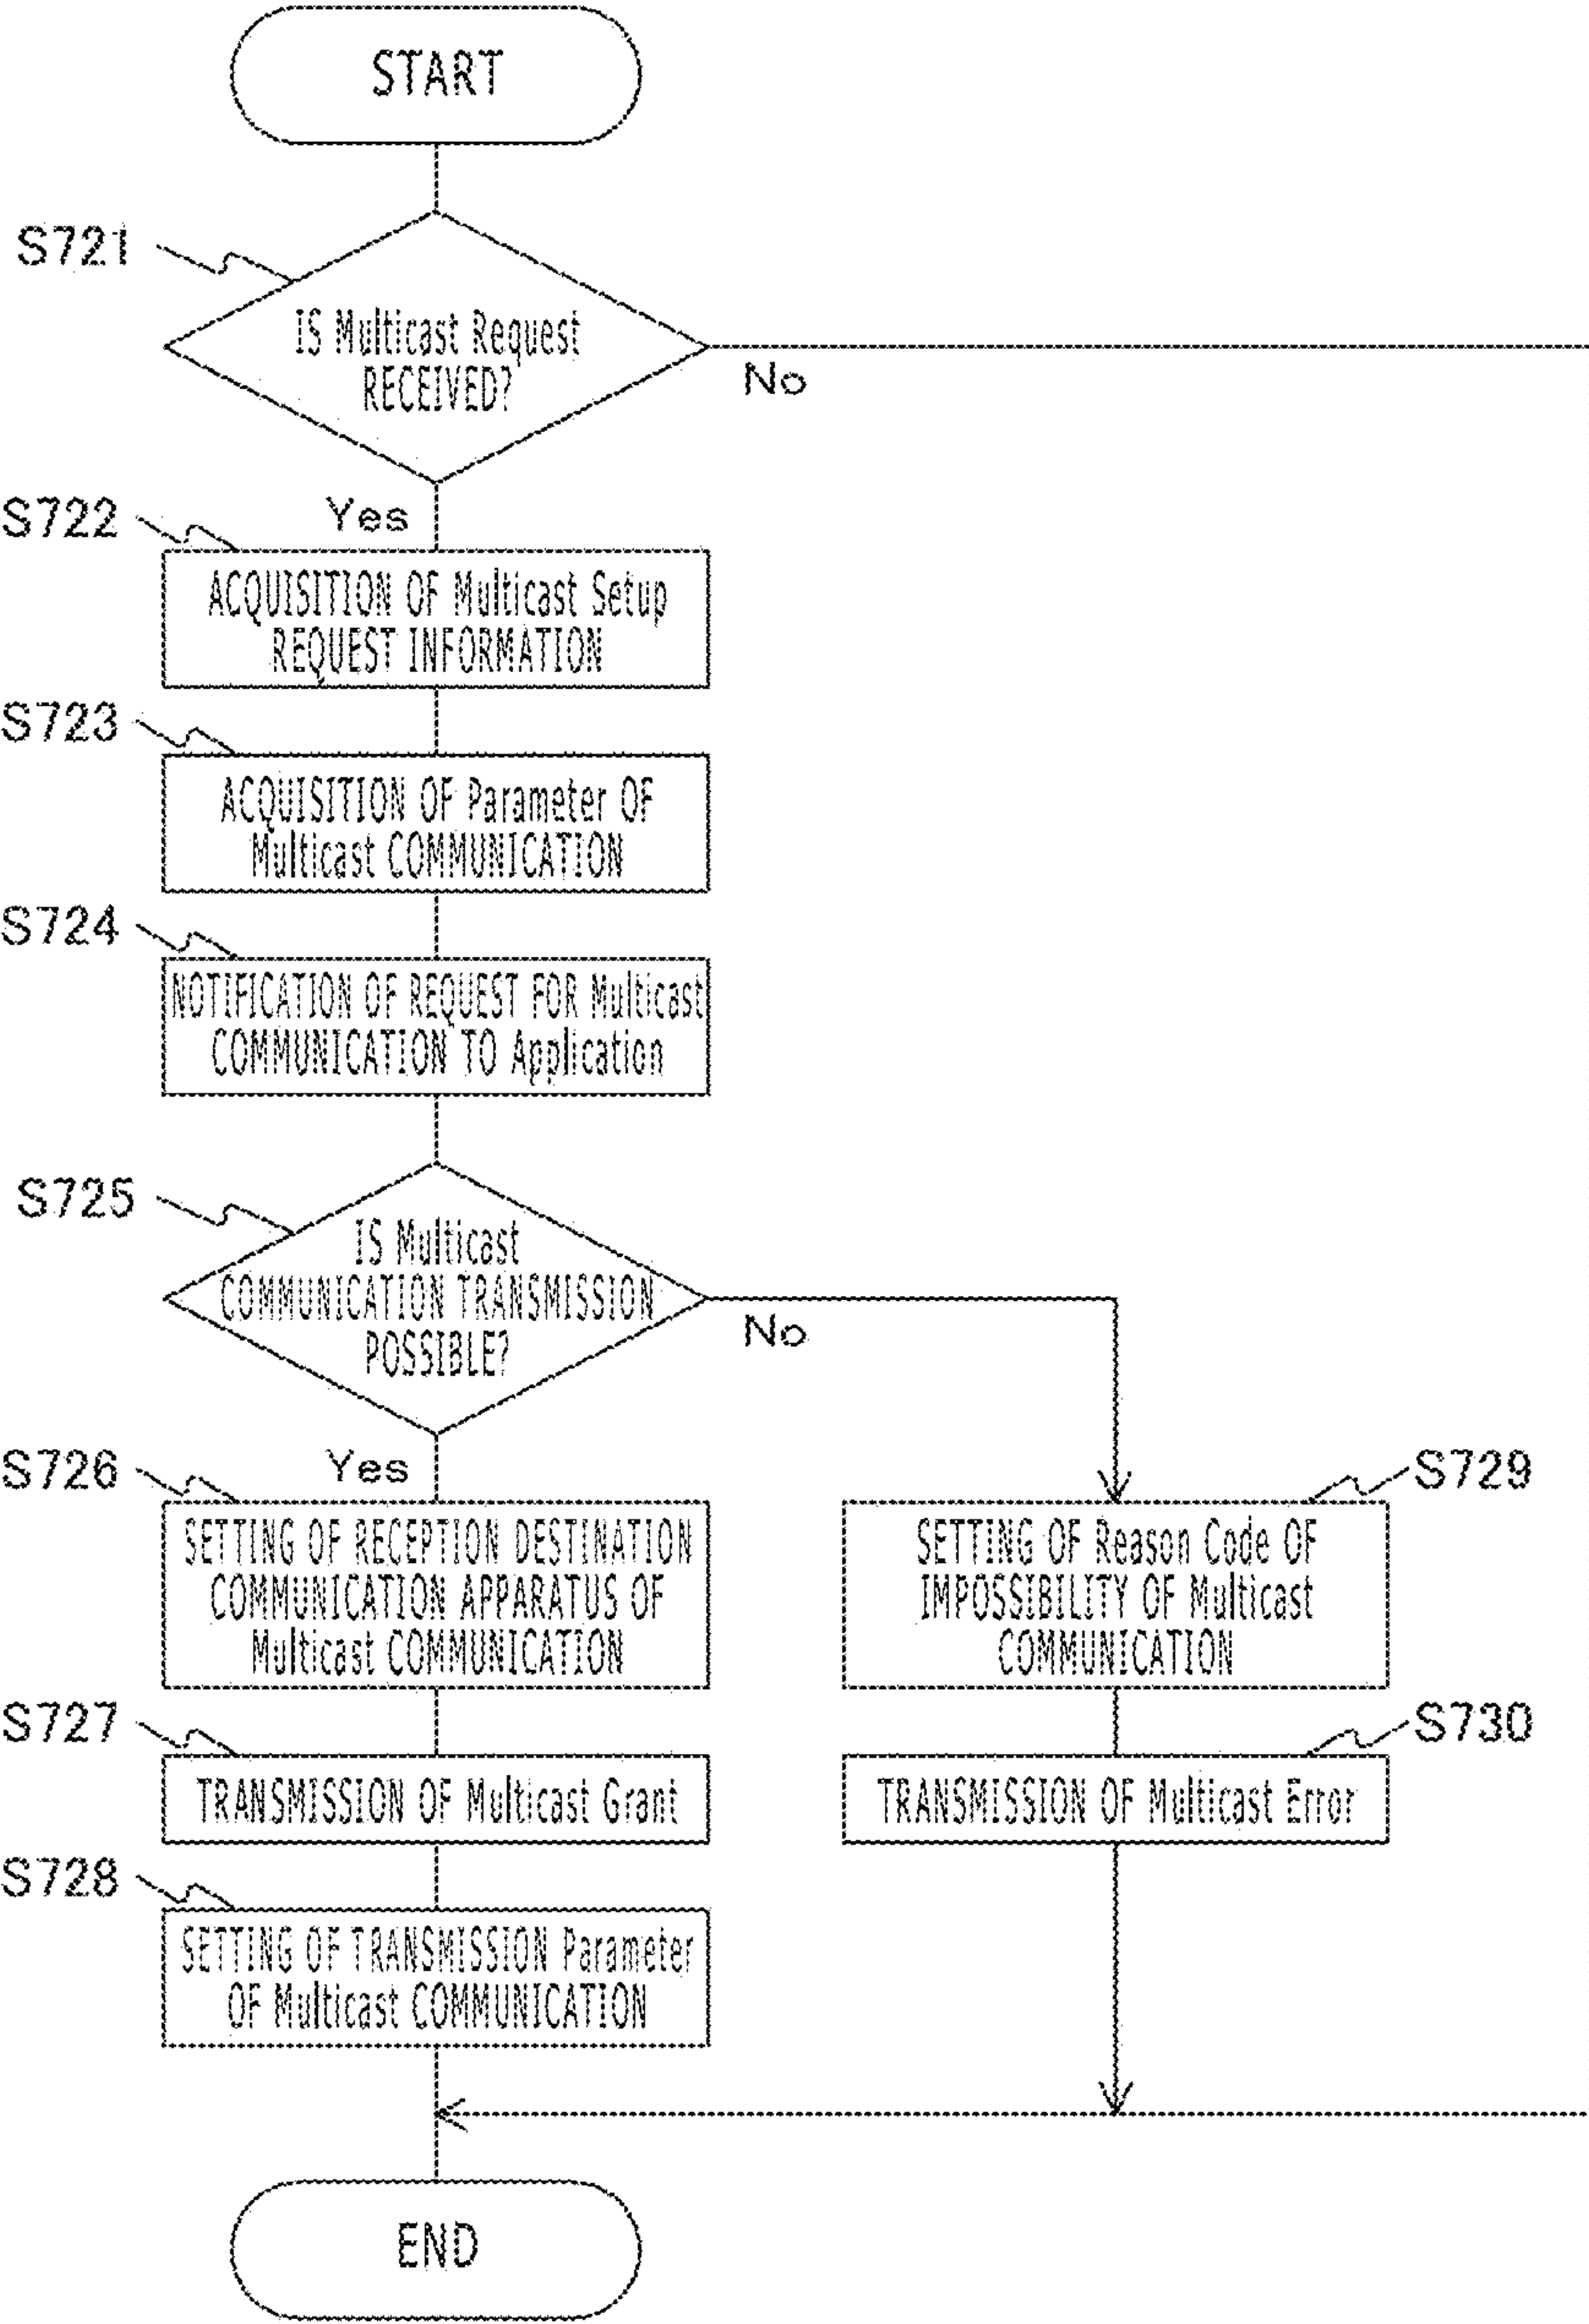 START
S721
IS Multicast Request
RECEIVED?
No
Yes
S722
ACQUISITION OF Multicast Setup
REQUEST INFORMATION
S723
ACQUISITION OF Parameter OF
Multicast COMMUNICATION
S724
NOTIFICATION OF REQUEST FOR Multicast
COMMUNICATION TO Application
S725
IS Multicast
COMMUNICATION TRANSMISSION
POSSIBLE?
No
Yes
S726
SETTING OF RECEPTION DESTINATION
COMMUNICATION APPARATUS OF
Multicast COMMUNICATION
S729
SETTING OF Reason Code OF
IMPOSSIBILITY OF Multicast
COMMUNICATION
S727
TRANSMISSION OF Multicast Grant
S730
TRANSMISSION OF Multicast Error
S728
SETTING OF TRANSMISSION Parameter
OF Multicast COMMUNICATION
END